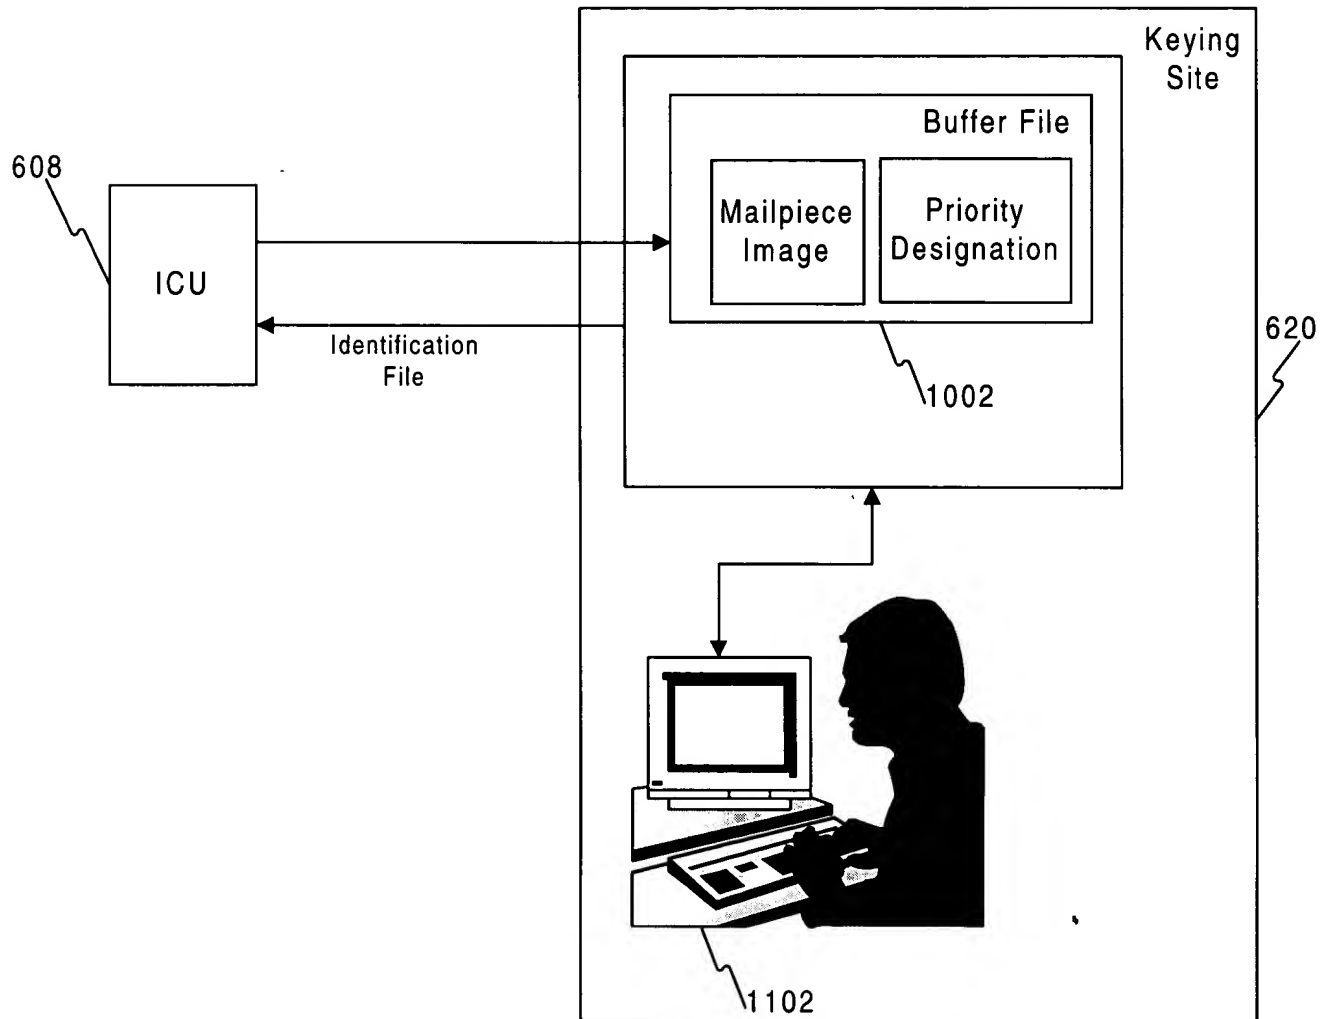 Keying
Site
Buffer File
608
Mailpiece
Image
Priority
Designation
ICU
620
Identification
File
1002
1102